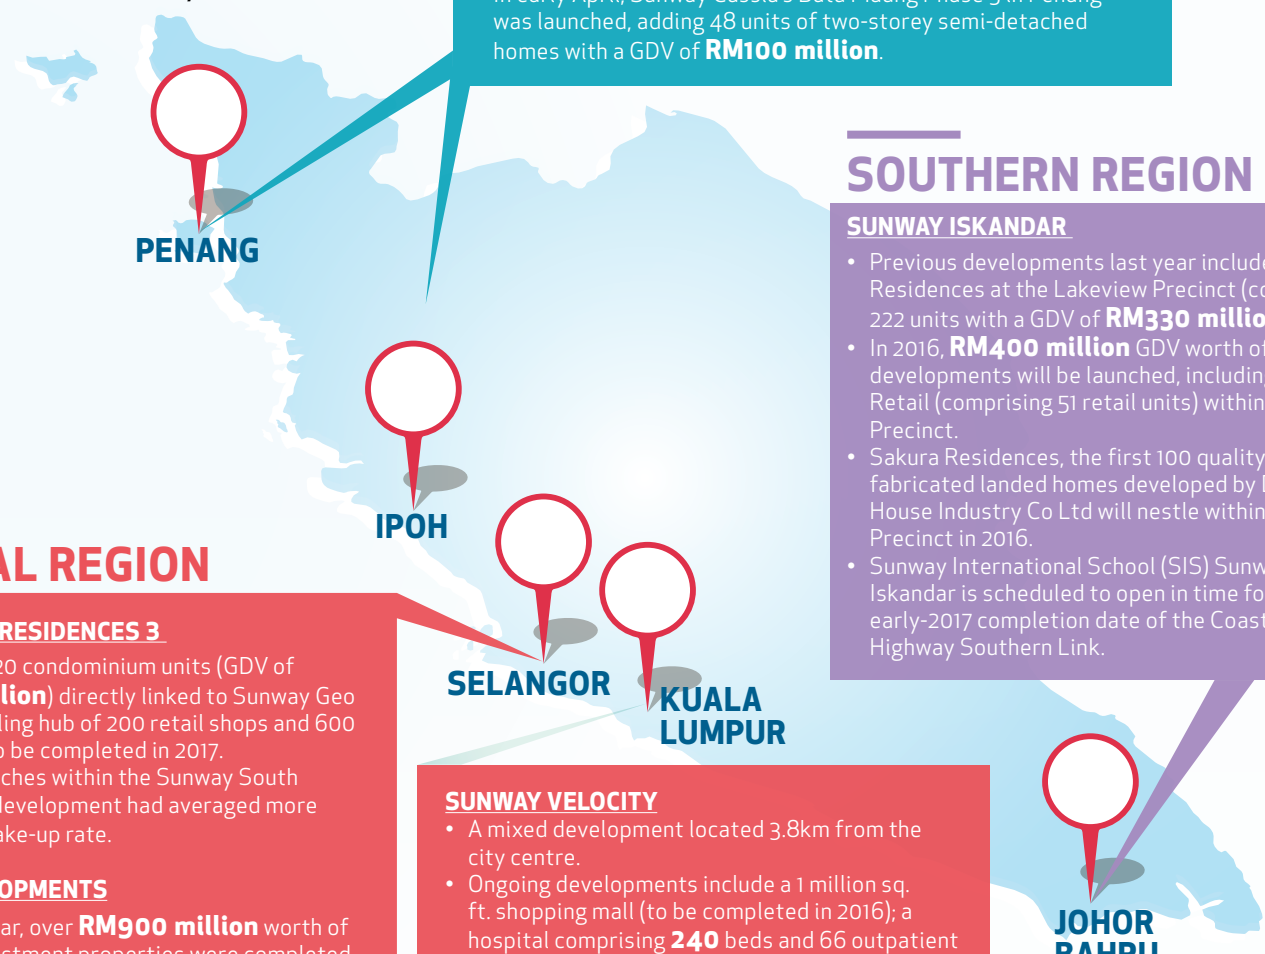 was launched, adding 48 units of two-storey semi-detached
homes with a GDV of RM100 million.
PENANG
IPOH
SELANGOR
KUALA
LUMPUR
JOHOR
BAHRU
SOUTHERN REGION
SUNWAY ISKANDAR
• Previous developments last year include
Residences at the Lakeview Precinct
222 units with a GDV of RM330
• In 2016, RM400 million GDV worth of
developments will be launched,
Retail (comprising 51 retail units) within
Precinct.
• Sakura Residences, the first 100 quality
fabricated landed homes developed by
House Industry Co Ltd will nestle within
Precinct in 2016.
• Sunway International School (SIS)
Iskandar is scheduled to open in time
early-2017 completion date of the
Highway Southern Link.
REGION
RESIDENCES 3
condominium units (GDV of
) directly linked to Sunway Geo
hub of 200 retail shops and 600
be completed in 2017.
within the Sunway South
development had averaged more
rate.
over RM900 million worth of
properties were completed
SUNWAY VELOCITY
• A mixed development located 3.8km from the
city centre.
• Ongoing developments include a 1 million sq.
ft. shopping mall (to be completed in 2016); a
hospital comprising 240 beds and 66 outpatient